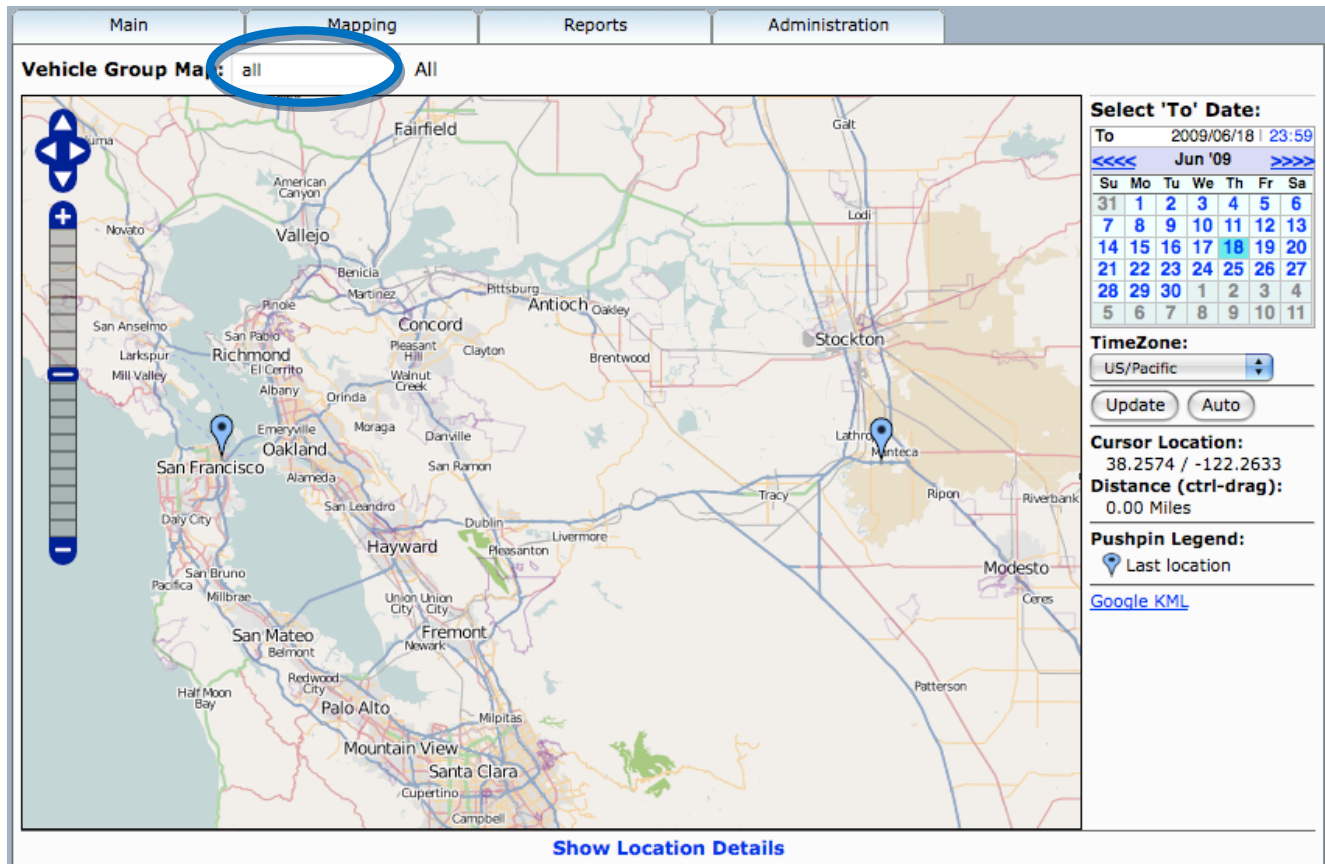 Main
Mapping
Reports
Administration
Vehicle Group Map:
all
All
Fairfield
Galt
American
Canyon
Lodi
Novato
Vallejo
Benicia
Martinez
Pittsburg
Antioch
Oakley
Pinole
San Anselmo
San Pablo
Concord
Stockton
Larkspur
Richmond
Pleasant
Hill
Clayton
Brentwood
Mill Valley
El Cerrito
Walnut
Creek
Albany
Orinda
Emeryville
Moraga
Danville
Lathrop
Oakland
Manteca
San Francisco
San Ramon
Alameda
Tracy
Ripon
Riverbank
San Leandro
Daly City
Dublin
Livermore
Hayward
Pleasanton
San Bruno
Modesto
Pacifica
Millbrae
Union
City
Union
City
Ceres
San Mateo
Fremont
Belmont
Newark
Redwood
City
Half Moon
Bay
Patterson
Palo Alto
Milpitas
Mountain View
Santa Clara
Cupertino
Campbell
Show Location Details
Select 'To' Date:
To 2009/06/18 | 23:59
<<<< Jun '09 >>>>
Su Mo Tu We Th Fr Sa
31 1 2 3 4 5 6
7 8 9 10 11 12 13
14 15 16 17 18 19 20
21 22 23 24 25 26 27
28 29 30 1 2 3 4
5 6 7 8 9 10 11
TimeZone:
US/Pacific
Update Auto
Cursor Location:
38.2574 / -122.2633
Distance (ctrl-drag):
0.00 Miles
Pushpin Legend:
Last location
Google KML